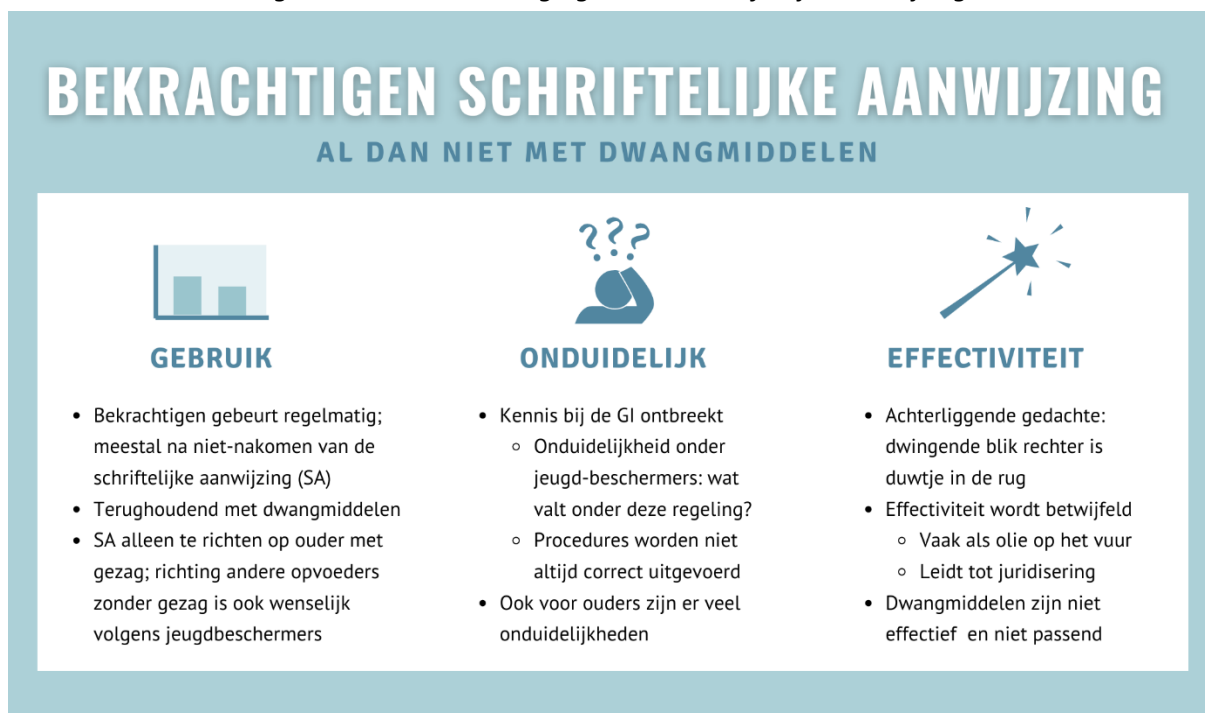 BEKRACHTIGEN SCHRIFTELIJKE AANWIJZING
AL DAN NIET MET DWANGMIDDELEN
???
GEBRUIK
• Bekrachtigen gebeurt regelmatig;
meestal na niet-nakomen van de
schriftelijke aanwijzing (SA)
• Terughoudend met dwangmiddelen
• SA alleen te richten op ouder met
gezag; richting andere opvoeders
zonder gezag is ook wenselijk
volgens jeugdbeschermers
ONDUIDELIJK
• Kennis bij de GI ontbreekt
◦ Onduidelijkheid onder
jeugd-beschermers: wat
valt onder deze regeling?
◦ Procedures worden niet
altijd correct uitgevoerd
• Ook voor ouders zijn er veel
onduidelijkheden
EFFECTIVITEIT
• Achterliggende gedachte:
dwingende blik rechter is
duwtje in de rug
• Effectiviteit wordt betwijfeld
◦ Vaak als olie op het vuur
◦ Leidt tot juridisering
• Dwangmiddelen zijn niet
effectief en niet passend